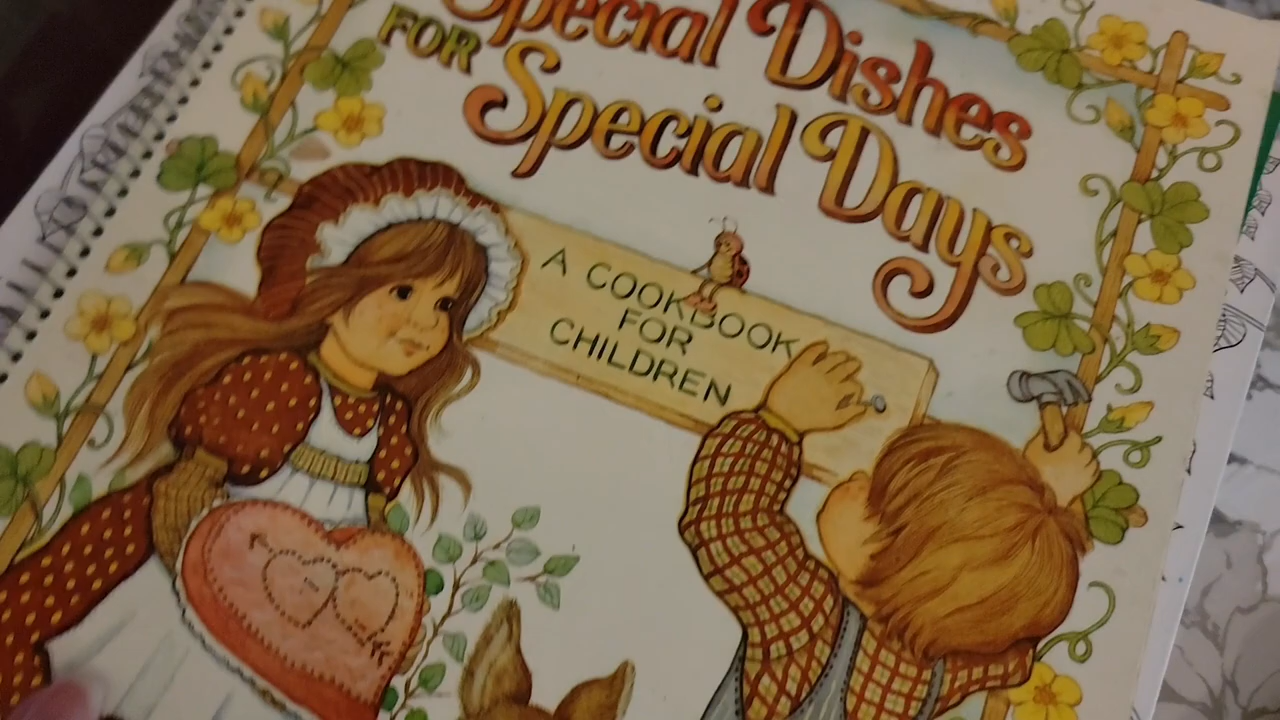 Special Dishes
FOR Special Days
A COOKBOOK
FOR
CHILDREN